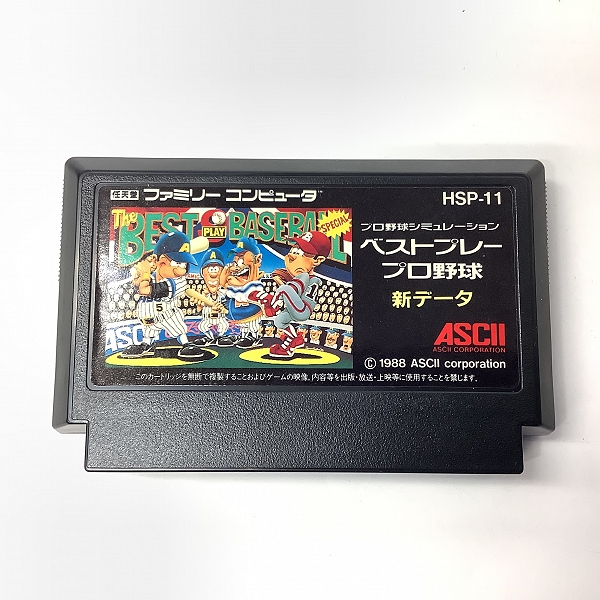 任天堂 ファミリー コンピュータ™
HSP-11
The BEST PLAY BASEBALL SPECIAL
プロ野球シミュレーション
ベストプレー
プロ野球
新データ
ASCII
ASCII CORPORATION
© 1988 ASCII corporation
ASCII
5
1
このカートリッジを無断で複製することおよびゲームの映像、内容等を出版・放送・上映等に使用することを禁じます。